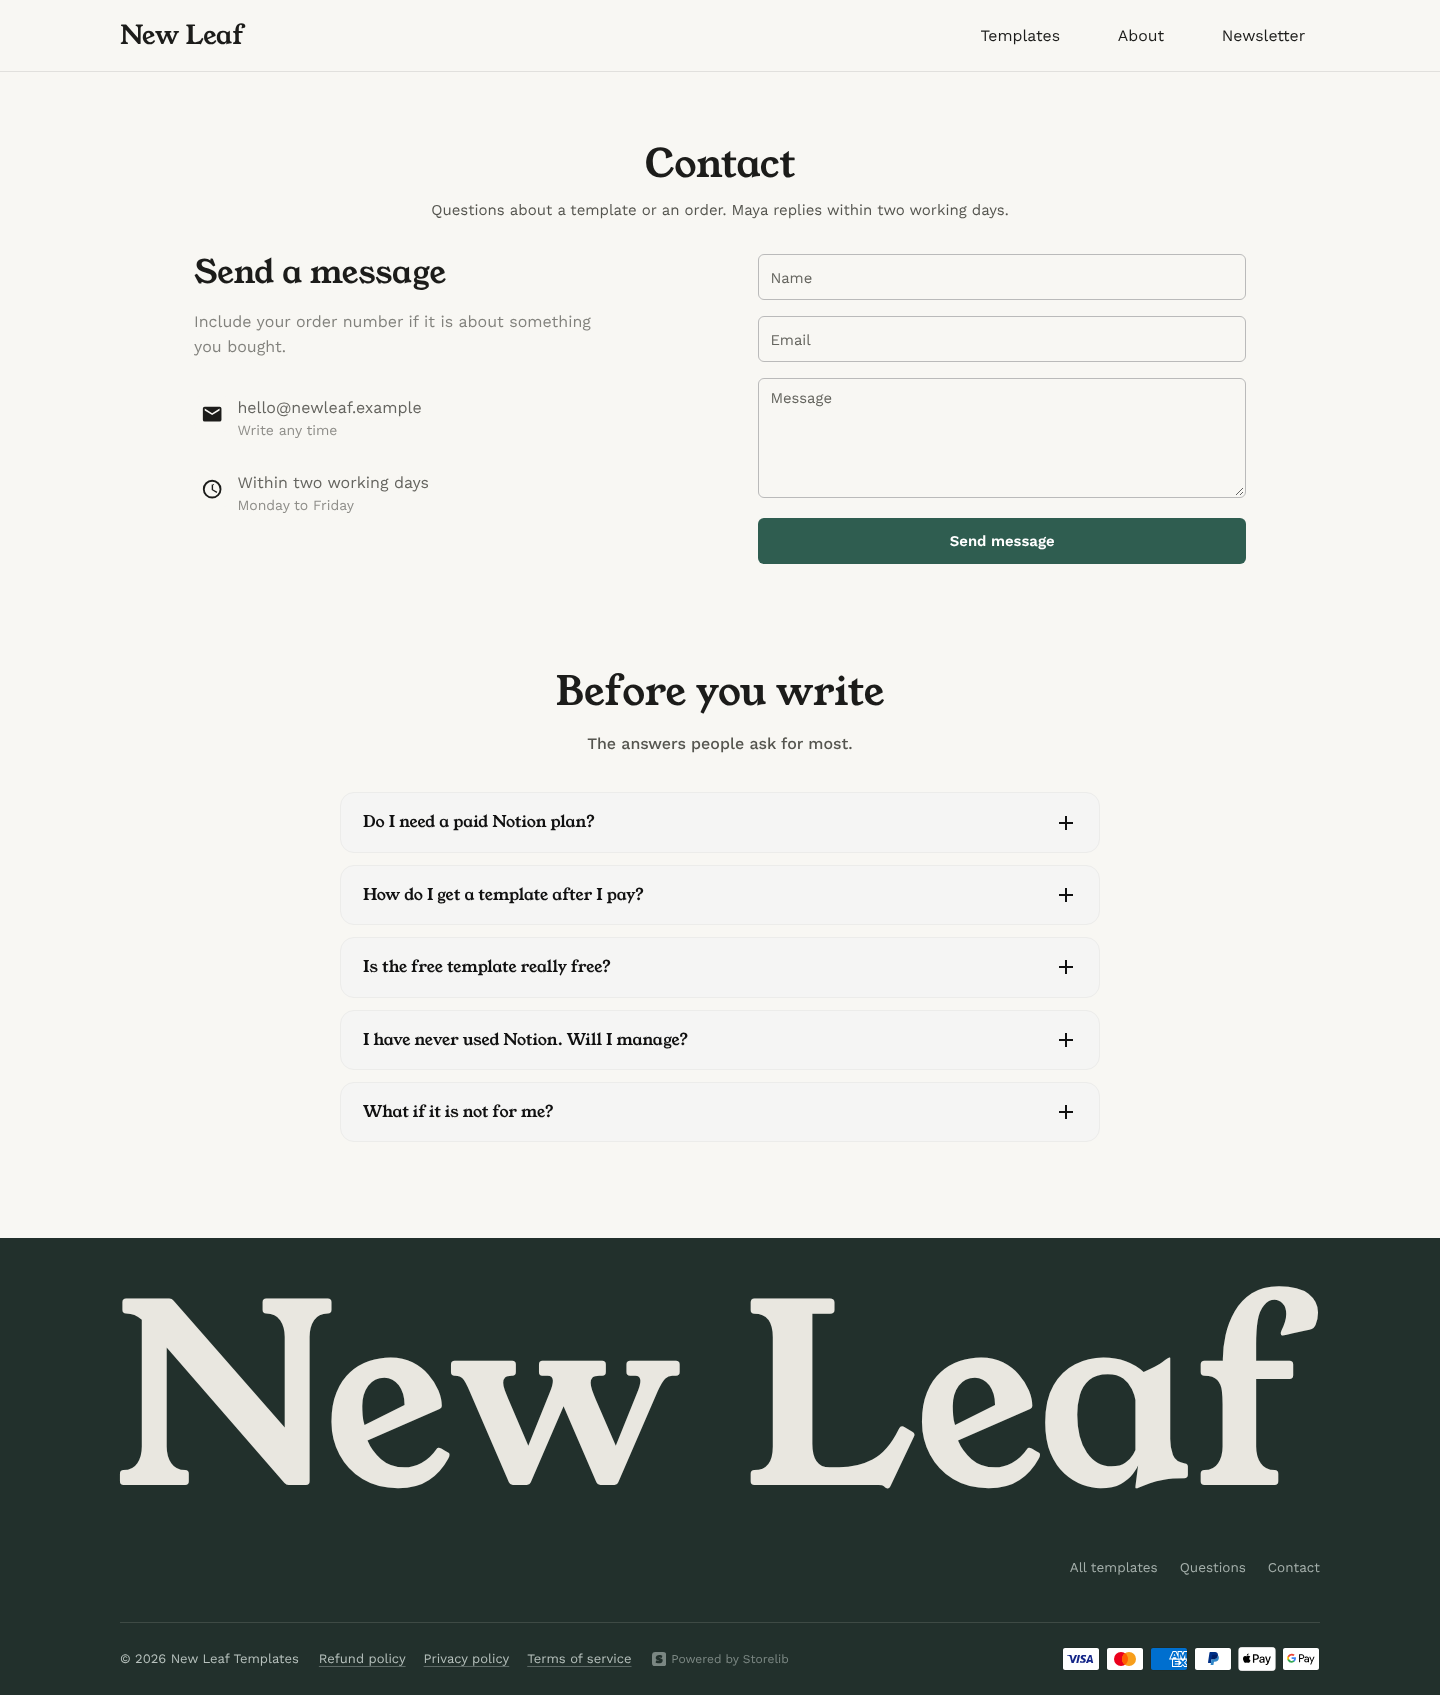 New Leaf
Templates
About
Newsletter
Contact
Questions about a template or an order. Maya replies within two working days.
Send a message
Include your order number if it is about something
you bought.
hello@newleaf.example
Write any time
Within two working days
Monday to Friday
Name
Email
Message
Send message
Before you write
The answers people ask for most.
Do I need a paid Notion plan?
How do I get a template after I pay?
Is the free template really free?
I have never used Notion. Will I manage?
What if it is not for me?
New Leaf
All templates
Questions
Contact
© 2026 New Leaf Templates
Refund policy
Privacy policy
Terms of service
S
Powered by Storelib
VISA
AMEX
Pay
G Pay